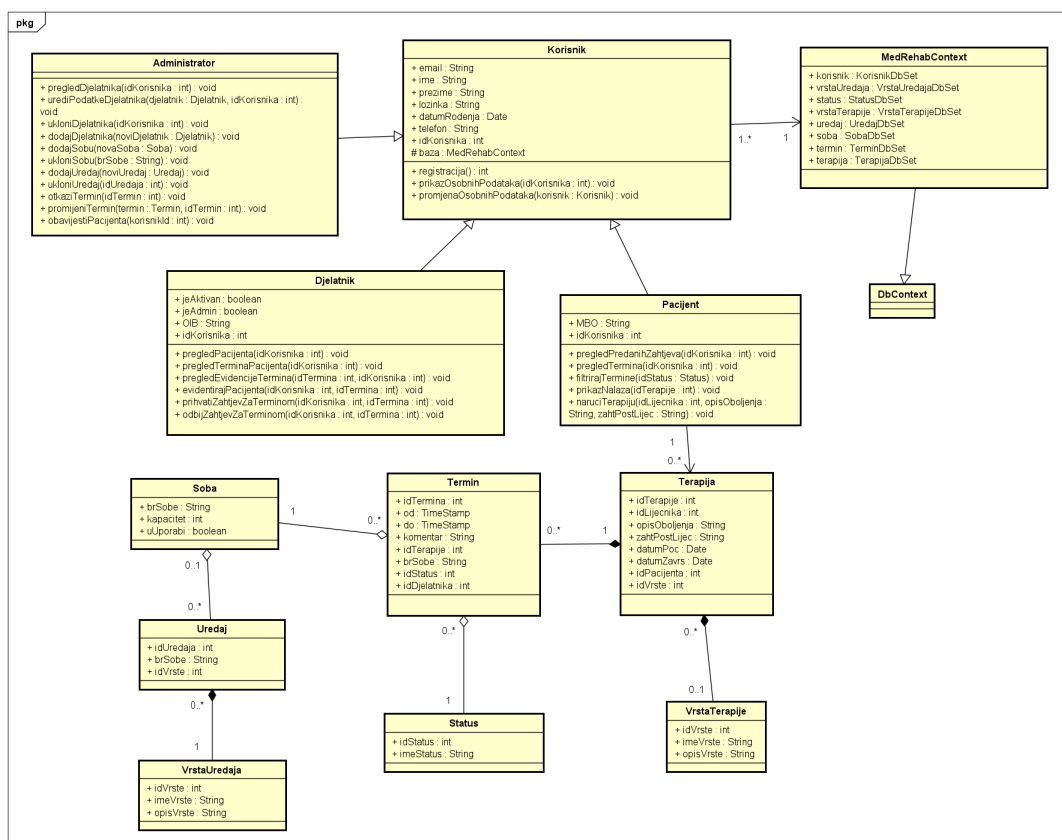 pkg
Administrator
+ pregledDjelatnika(idKorisnika : int) : void
+ urediPodatkeDjelatnika(djelatnik : Djelatnik, idKorisnika : int) :
void
+ ukloniDjelatnika(idKorisnika : int) : void
+ dodajDjelatnika(noviDjelatnik : Djelatnik) : void
+ dodajSobu(novaSoba : Soba) : void
+ ukloniSobu(brSobe : String) : void
+ dodajUredaj(noviUredaj : Uredaj) : void
+ ukloniUredaj(idUredaja : int) : void
+ otkaziTermin(idTermin : int) : void
+ promijeniTermin(termin : Termin, idTermin : int) : void
+ obavijestiPacijenta(korisnikId : int) : void
Korisnik
+ email : String
+ ime : String
+ prezime : String
+ lozinka : String
+ datumRodenja : Date
+ telefon : String
+ idKorisnika : int
# baza : MedRehabContext
+ registracija() : int
+ prikazOsobnihPodataka(idKorisnika : int) : void
+ promjenaOsobnihPodataka(korisnik : Korisnik) : void
1..*
1
MedRehabContext
+ korisnik : KorisnikDbSet
+ vrstaUredaja : VrstaUredajaDbSet
+ status : StatusDbSet
+ vrstaTerapije : VrstaTerapijeDbSet
+ uredaj : UredajDbSet
+ soba : SobaDbSet
+ termin : TerminDbSet
+ terapija : TerapijaDbSet
DbContext
Djelatnik
+ jeAktivan : boolean
+ jeAdmin : boolean
+ OIB : String
+ idKorisnika : int
+ pregledPacijenta(idKorisnika : int) : void
+ pregledTerminaPacijenta(idKorisnika : int) : void
+ pregledEvidencijeTermina(idTermina : int, idKorisnika : int) : void
+ evidentirajPacijenta(idKorisnika : int, idTermina : int) : void
+ prihvatiZahtjevZaTerminom(idKorisnika : int, idTermina : int) : void
+ odbijZahtjevZaTerminom(idKorisnika : int, idTermina : int) : void
Pacijent
+ MBO : String
+ idKorisnika : int
+ pregledPredanihZahtjeva(idKorisnika : int) : void
+ pregledTermina(idKorisnika : int) : void
+ filtrirajTermine(idStatus : Status) : void
+ prikazNalaza(idTerapije : int) : void
+ naruciTerapiju(idLijecnika : int, opisOboljenja :
String, zahtPostLijec : String) : void
1
0..*
Soba
+ brSobe : String
+ kapacitet : int
+ uUporabi : boolean
1
0..*
Termin
+ idTermina : int
+ od : TimeStamp
+ do : TimeStamp
+ komentar : String
+ idTerapije : int
+ brSobe : String
+ idStatus : int
+ idDjelatnika : int
0..*
1
Terapija
+ idTerapije : int
+ idLijecnika : int
+ opisOboljenja : String
+ zahtPostLijec : String
+ datumPoc : Date
+ datumZavrs : Date
+ idPacijenta : int
+ idVrste : int
0..1
0..*
Uredaj
+ idUredaja : int
+ brSobe : String
+ idVrste : int
0..*
1
VrstaUredaja
+ idVrste : int
+ imeVrste : String
+ opisVrste : String
0..*
1
Status
+ idStatus : int
+ imeStatus : String
0..*
0..1
VrstaTerapije
+ idVrste : int
+ imeVrste : String
+ opisVrste : String